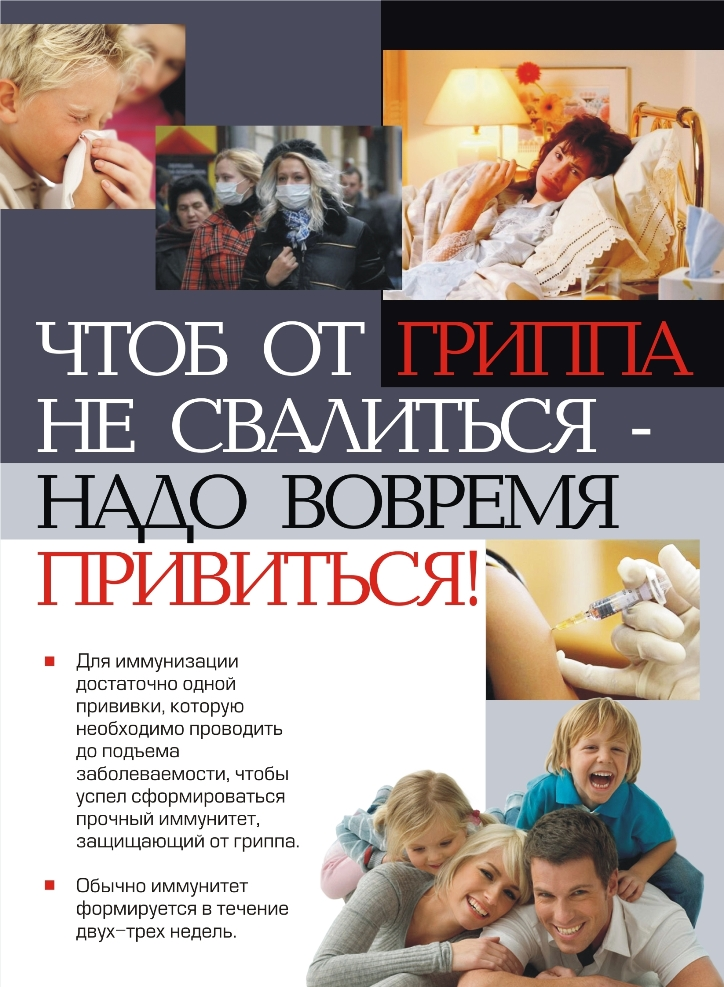 ЧТОБ ОТ ГРИППА
НЕ СВАЛИТЬСЯ -
НАДО ВОВРЕМЯ
ПРИВИТЬСЯ!
Для иммунизации
достаточно одной
прививки, которую
необходимо проводить
до подъема
заболеваемости, чтобы
успел сформироваться
прочный иммунитет,
защищающий от гриппа.
Обычно иммунитет
формируется в течение
двух–трех недель.